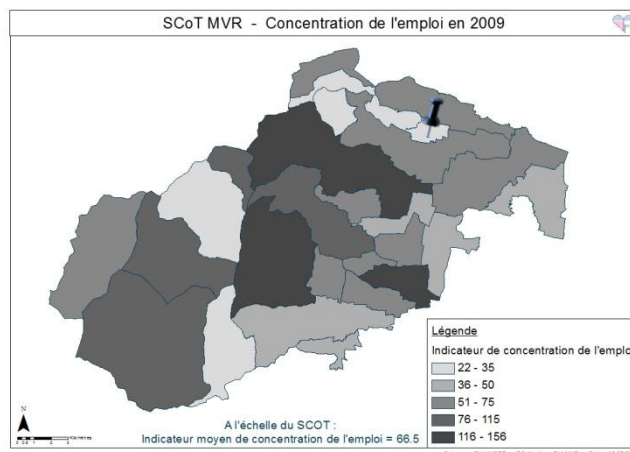 SCoT MVR - Concentration de l'emploi en 2009
Légende
Indicateur de concentration de l'emploi
22 - 35
36 - 50
51 - 75
76 - 115
116 - 156
N
A l'échelle du SCOT :
Indicateur moyen de concentration de l'emploi = 66.5